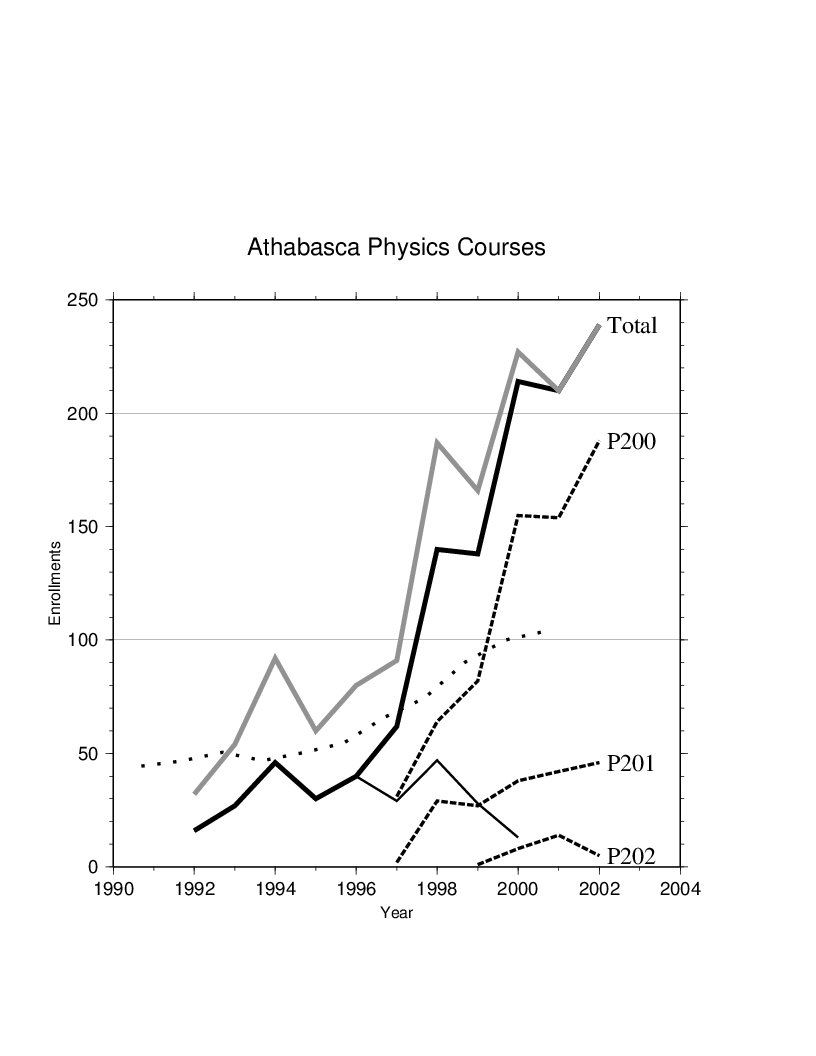 Athabasca Physics Courses
250
Total
200
P200
150
Enrollments
100
50
P201
0
P202
1990 1992 1994 1996 1998 2000 2002 2004
Year